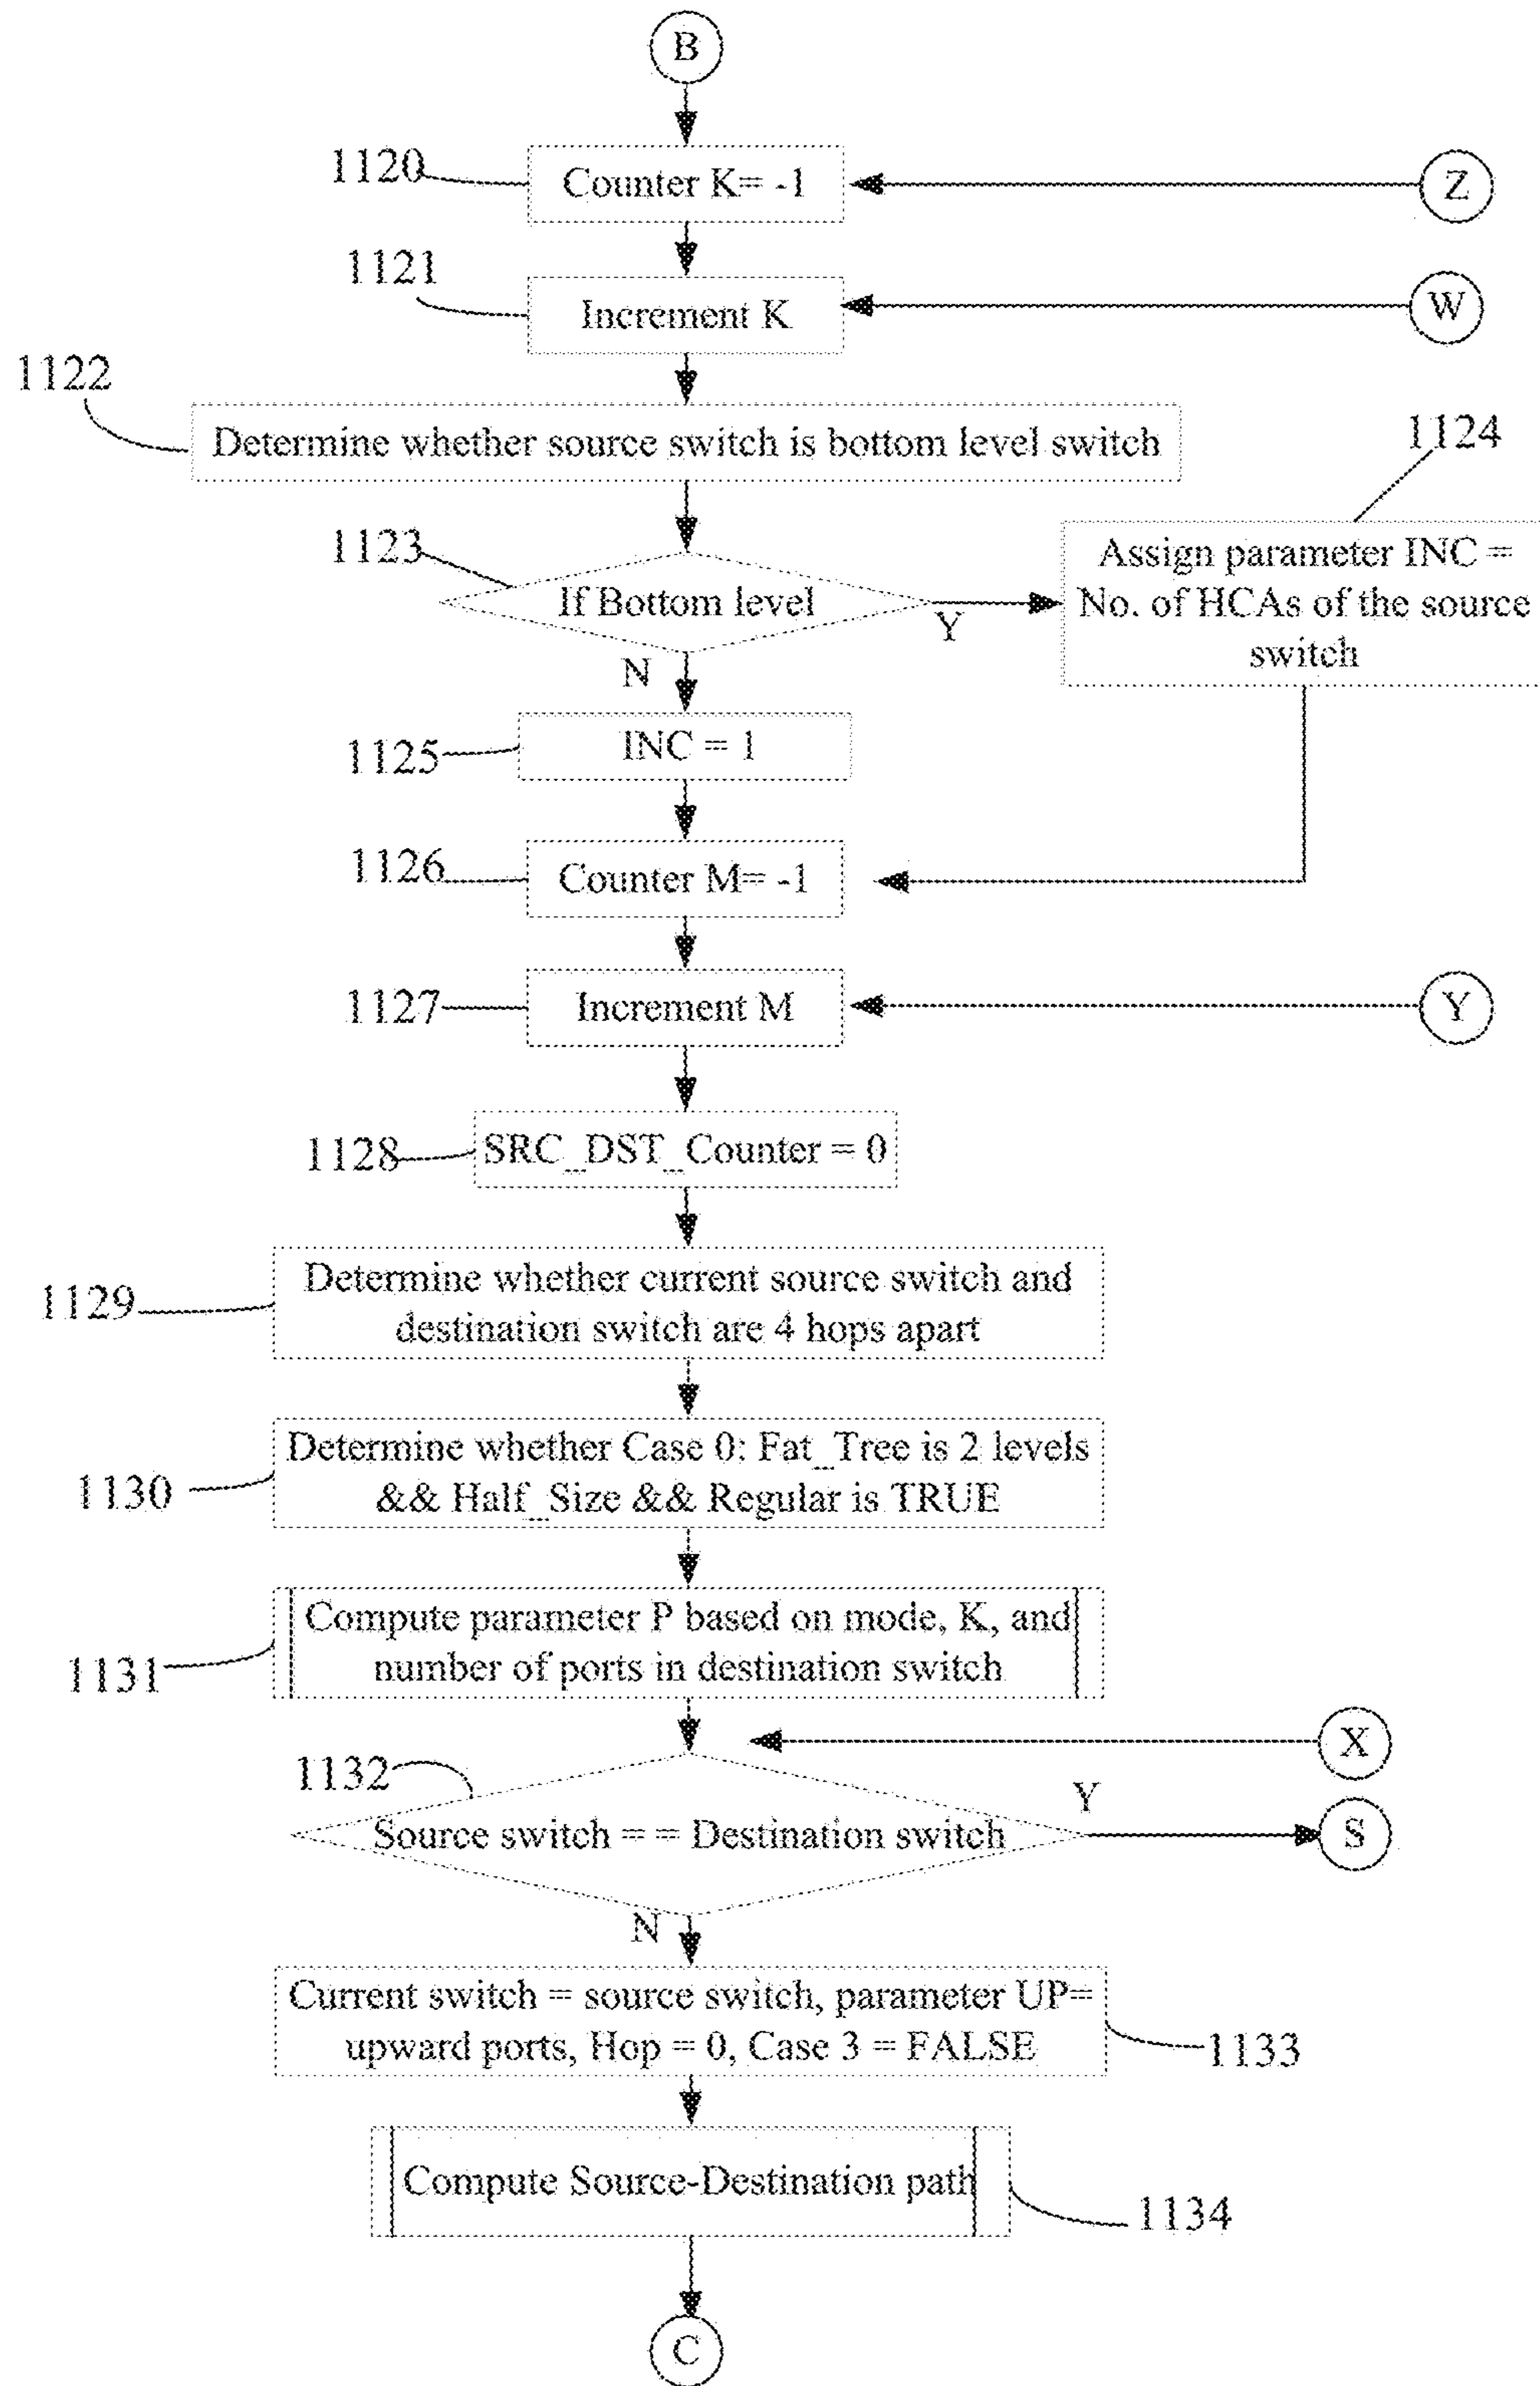 B
1120
Counter K= -1
Z
1121
Increment K
W
1122
Determine whether source switch is bottom level switch
1124
1123
If Bottom level
Y
Assign parameter INC =
No. of HCAs of the source
switch
N
1125
INC = 1
1126
Counter M= -1
1127
Increment M
Y
1128
SRC_DST_Counter = 0
1129
Determine whether current source switch and
destination switch are 4 hops apart
1130
Determine whether Case 0: Fat_Tree is 2 levels
&& Half_Size && Regular is TRUE
1131
Compute parameter P based on mode, K, and
number of ports in destination switch
X
1132
Source switch = = Destination switch
Y
S
N
Current switch = source switch, parameter UP=
upward ports, Hop = 0, Case 3 = FALSE
1133
Compute Source-Destination path
1134
C